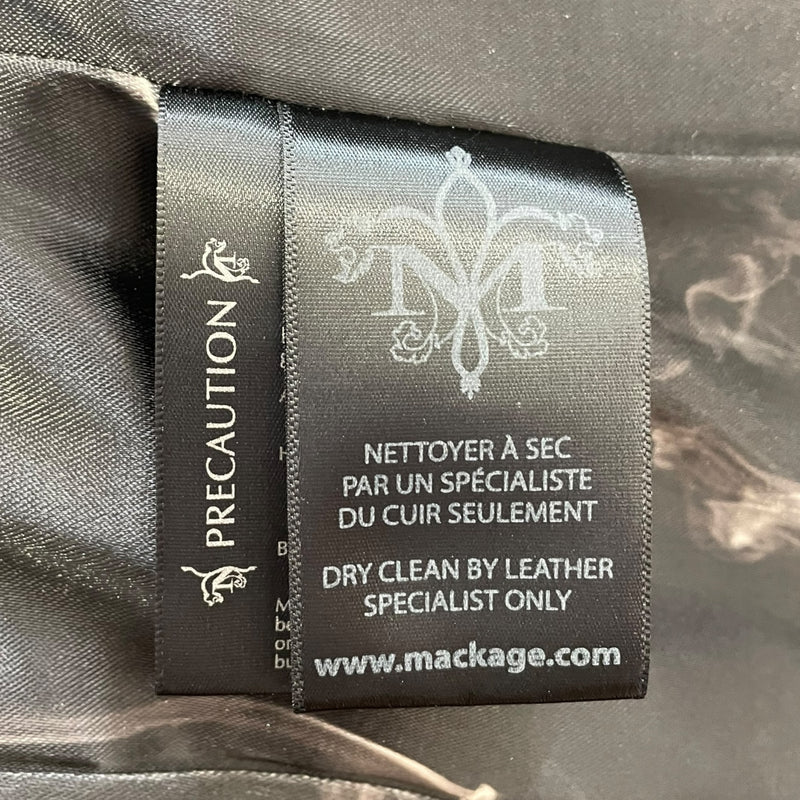 PRECAUTION
M
NETTOYER À SEC
PAR UN SPÉCIALISTE
DU CUIR SEULEMENT
DRY CLEAN BY LEATHER
SPECIALIST ONLY
www.mackage.com